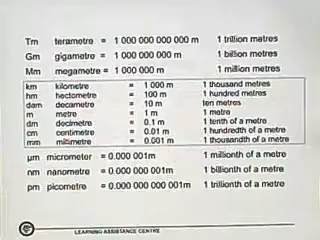 Tm terametre = 1 000 000 000 000 m 1 trillion metres
Gm gigametre = 1 000 000 000 m 1 billion metres
Mm megametre = 1 000 000 m 1 million metres
km kilometre = 1 000 m 1 thousand metres
hm hectometre = 100 m 1 hundred metres
dam decametre = 10 m ten metres
m metre = 1 m 1 metre
dm decimetre = 0.1 m 1 tenth of a metre
cm centimetre = 0.01 m 1 hundredth of a metre
mm millimetre = 0.001 m 1 thousandth of a metre
µm micrometer = 0.000 001m 1 millionth of a metre
nm nanometre = 0.000 000 001m 1 billionth of a metre
pm picometre = 0.000 000 000 001m 1 trillionth of a metre
LEARNING ASSISTANCE CENTRE